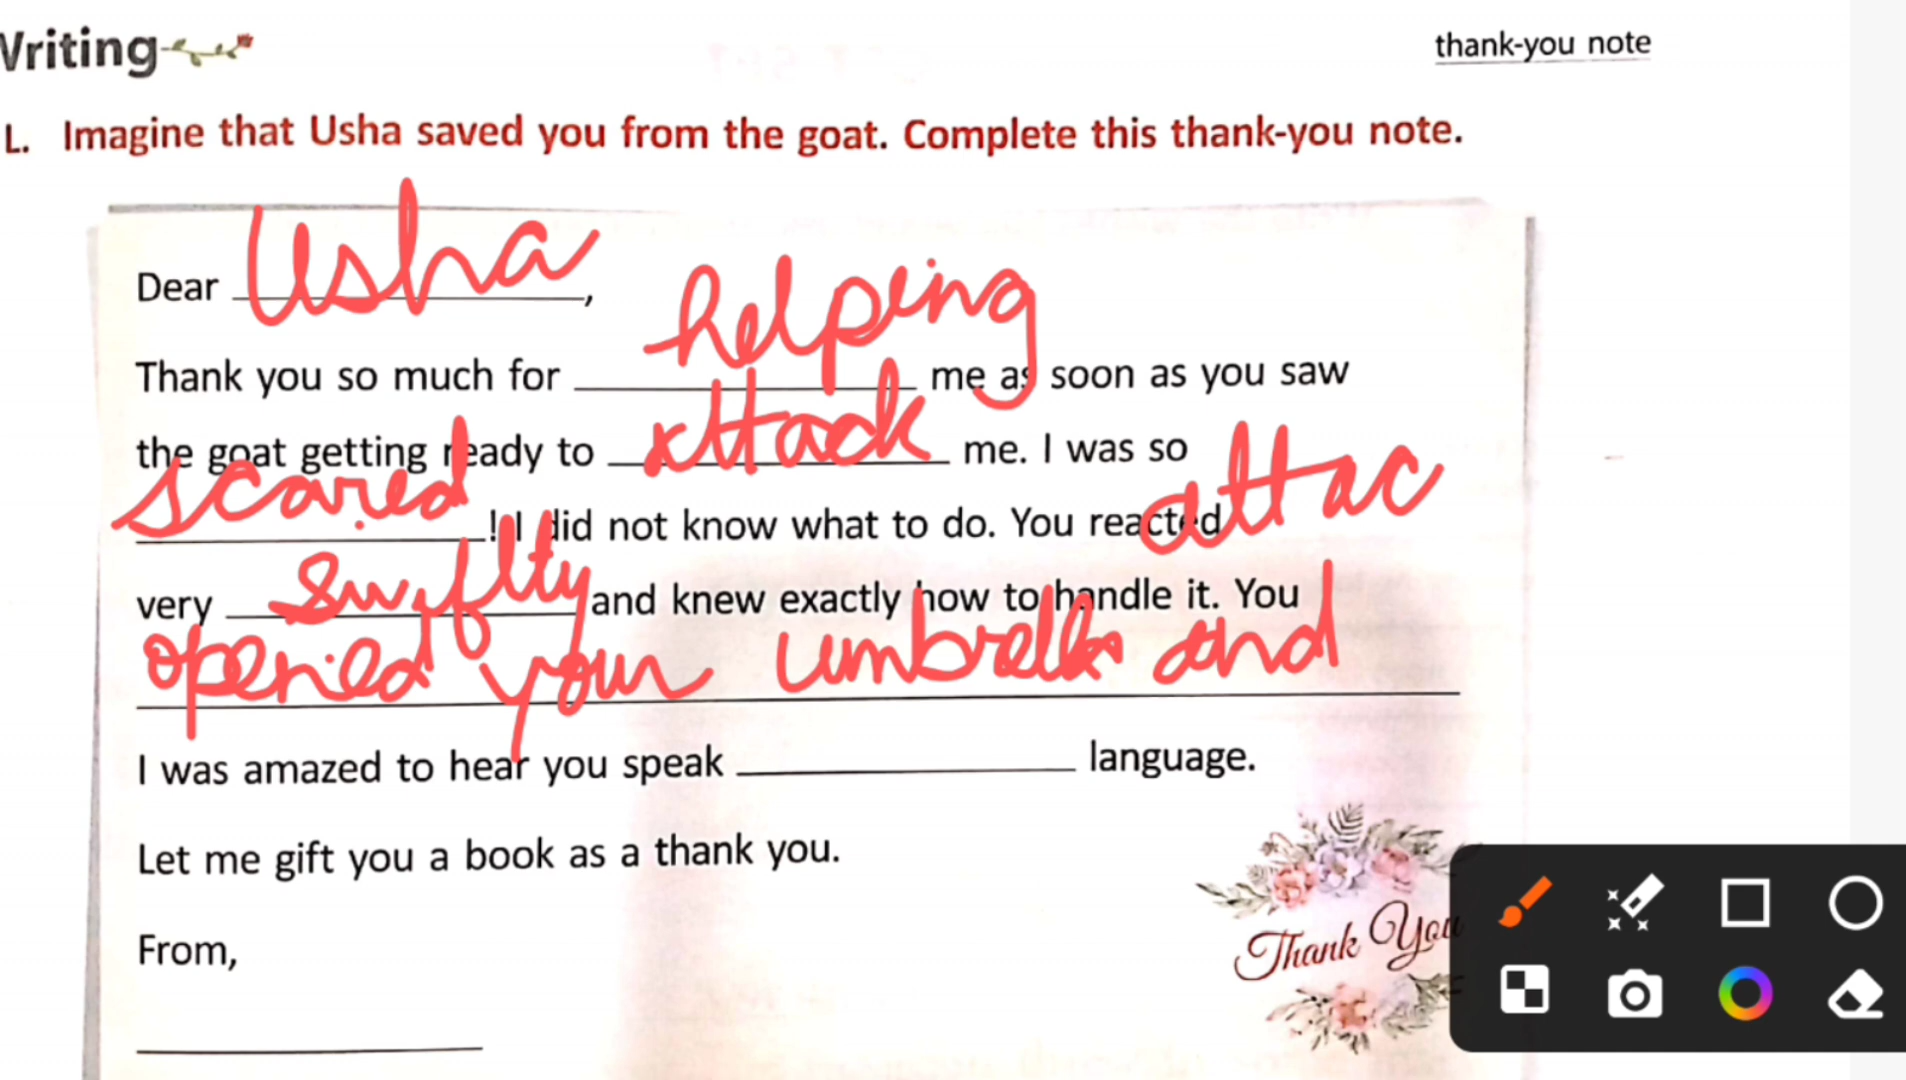 Writing
thank-you note
L. Imagine that Usha saved you from the goat. Complete this thank-you note.
Dear Usha,
Thank you so much for helping me as soon as you saw
the goat getting ready to attack me. I was so
scared! I did not know what to do. You reacted attac
very swiftly and knew exactly how to handle it. You
opened your umbrella and
I was amazed to hear you speak ____________ language.
Let me gift you a book as a thank you.
From,
Thank You